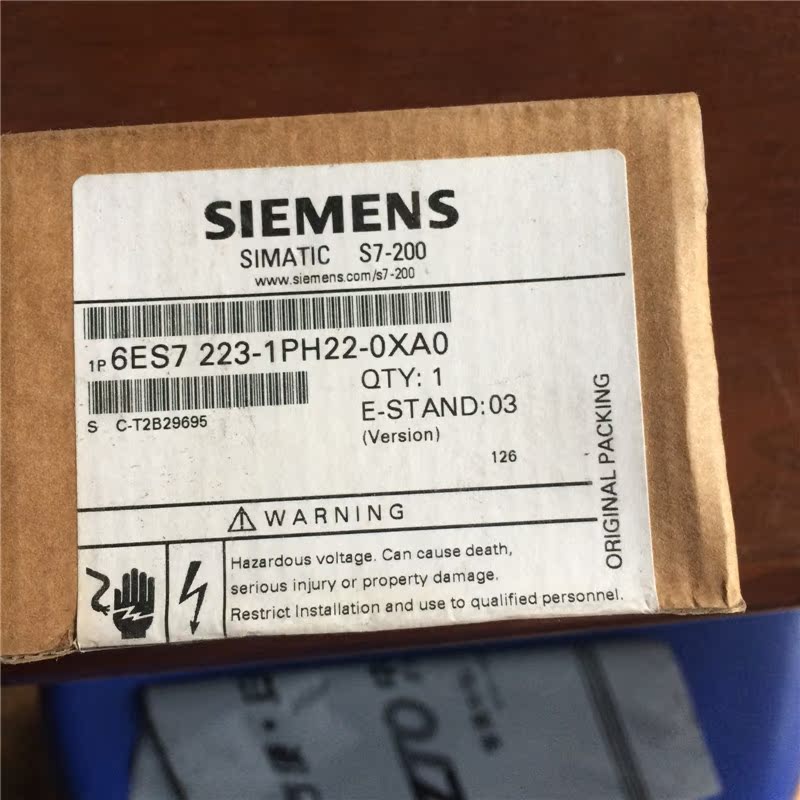 SIEMENS
SIMATIC S7-200
www.siemens.com/s7-200
1P 6ES7 223-1PH22-0XA0
QTY: 1
S C-T2B29695
E-STAND: 03
(Version)
126
ORIGINAL PACKING
WARNING
Hazardous voltage. Can cause death,
serious injury or property damage.
Restrict Installation and use to qualified personnel.